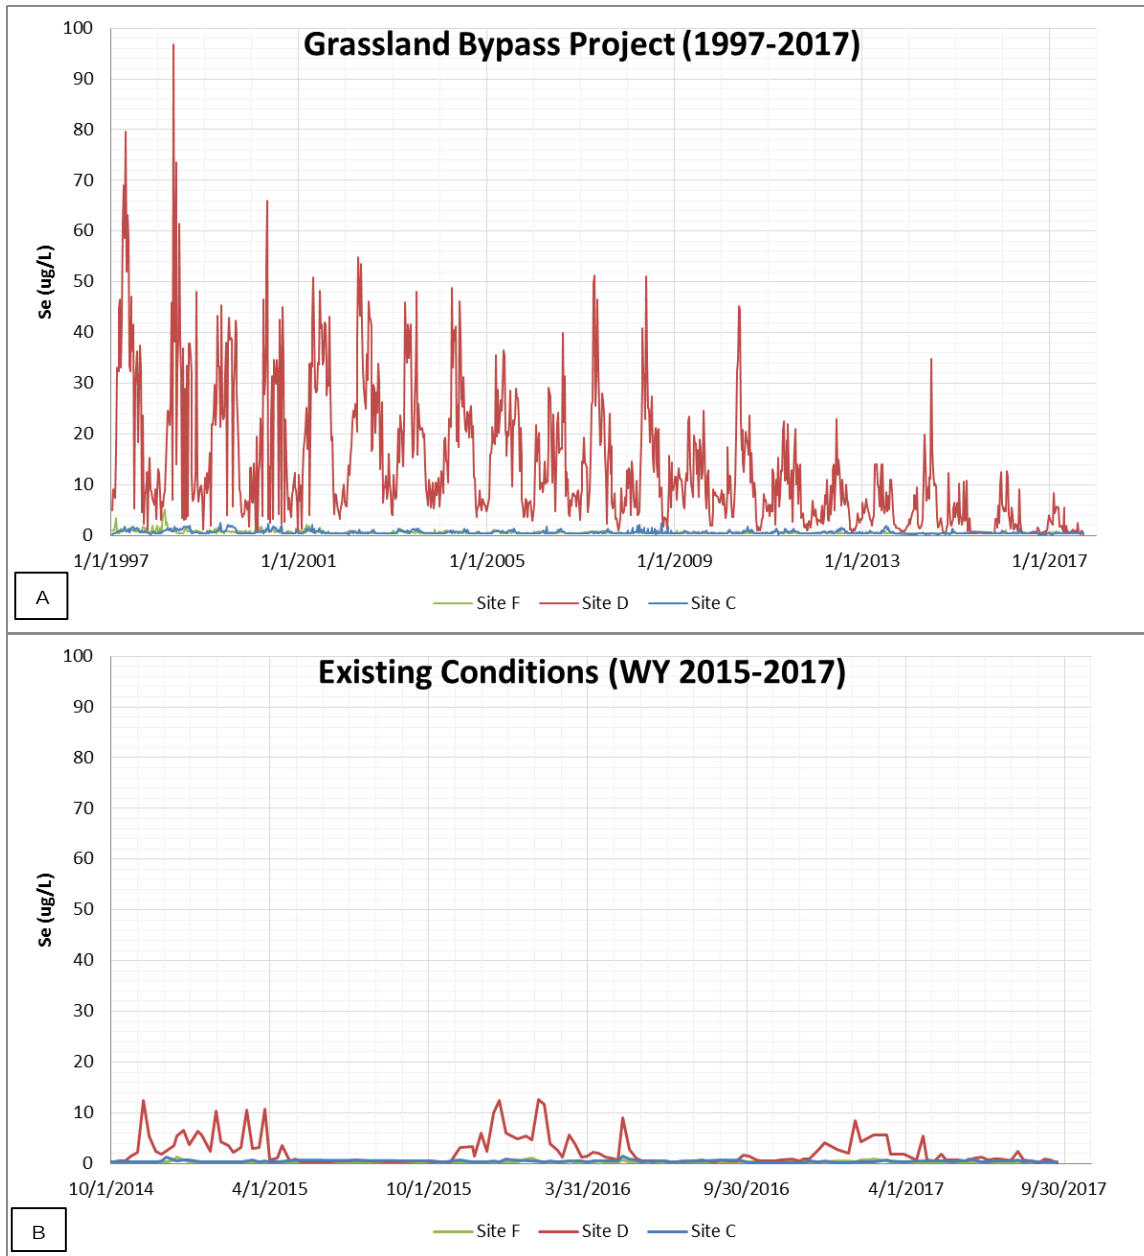 Grassland Bypass Project (1997-2017)
Se (ug/L)
100
90
80
70
60
50
40
30
20
10
0
1/1/1997 1/1/2001 1/1/2005 1/1/2009 1/1/2013 1/1/2017
A
Site F Site D Site C
Existing Conditions (WY 2015-2017)
Se (ug/L)
100
90
80
70
60
50
40
30
20
10
0
10/1/2014 4/1/2015 10/1/2015 3/31/2016 9/30/2016 4/1/2017 9/30/2017
B
Site F Site D Site C